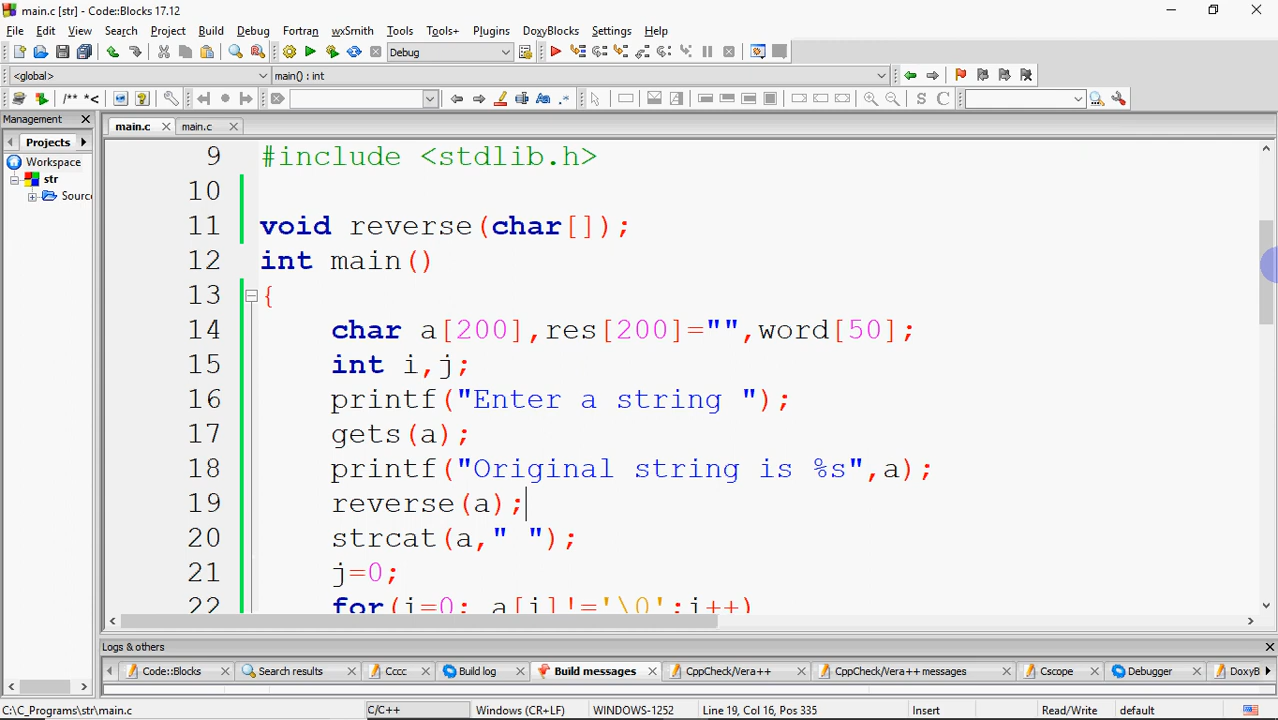 main.c [str] - Code::Blocks 17.12
File Edit View Search Project Build Debug Fortran wxSmith Tools Tools+ Plugins DoxyBlocks Settings Help
Debug
<global> main() : int
/** *< S C
Management main.c main.c
Projects
Workspace
str
Source
9 #include <stdlib.h>
10
11 void reverse(char[]);
12 int main()
13 {
14 char a[200],res[200]="",word[50];
15 int i,j;
16 printf("Enter a string ");
17 gets(a);
18 printf("Original string is %s",a);
19 reverse(a);
20 strcat(a," ");
21 j=0;
22 for(i=0; a[i]!='\0';i++)
Logs & others
Code::Blocks Search results Cccc Build log Build messages CppCheck/Vera++ CppCheck/Vera++ messages Cscope Debugger DoxyB
C:\C_Programs\str\main.c C/C++ Windows (CR+LF) WINDOWS-1252 Line 19, Col 16, Pos 335 Insert Read/Write default